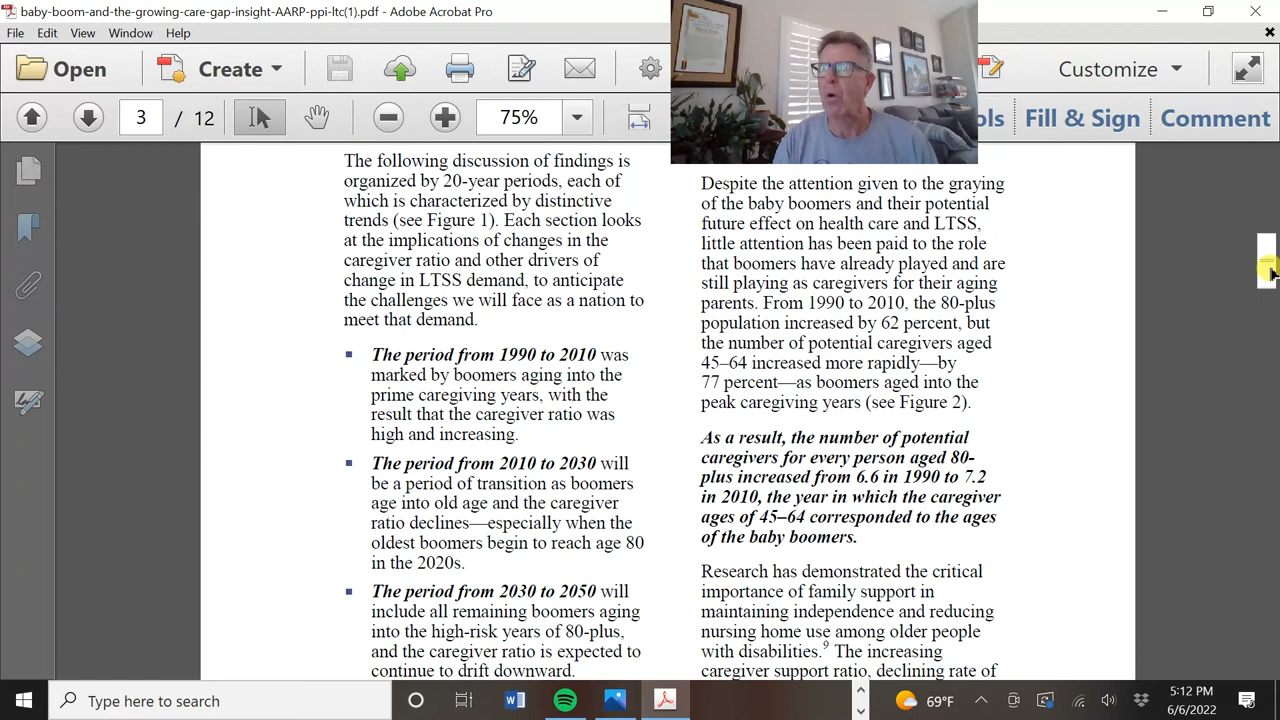 baby-boom-and-the-growing-care-gap-insight-AARP-ppi-ltc(1).pdf - Adobe Acrobat Pro
File Edit View Window Help
Open Create Customize
3 / 12 75% Fill & Sign Comment
The following discussion of findings is
organized by 20-year periods, each of
which is characterized by distinctive
trends (see Figure 1). Each section looks
at the implications of changes in the
caregiver ratio and other drivers of
change in LTSS demand, to anticipate
the challenges we will face as a nation to
meet that demand.
The period from 1990 to 2010 was
marked by boomers aging into the
prime caregiving years, with the
result that the caregiver ratio was
high and increasing.
The period from 2010 to 2030 will
be a period of transition as boomers
age into old age and the caregiver
ratio declines—especially when the
oldest boomers begin to reach age 80
in the 2020s.
The period from 2030 to 2050 will
include all remaining boomers aging
into the high-risk years of 80-plus,
and the caregiver ratio is expected to
continue to drift downward.
Despite the attention given to the graying
of the baby boomers and their potential
future effect on health care and LTSS,
little attention has been paid to the role
that boomers have already played and are
still playing as caregivers for their aging
parents. From 1990 to 2010, the 80-plus
population increased by 62 percent, but
the number of potential caregivers aged
45–64 increased more rapidly—by
77 percent—as boomers aged into the
peak caregiving years (see Figure 2).
As a result, the number of potential
caregivers for every person aged 80-
plus increased from 6.6 in 1990 to 7.2
in 2010, the year in which the caregiver
ages of 45–64 corresponded to the ages
of the baby boomers.
Research has demonstrated the critical
importance of family support in
maintaining independence and reducing
nursing home use among older people
with disabilities.9 The increasing
caregiver support ratio, declining rate of
Type here to search 69°F 5:12 PM
6/6/2022